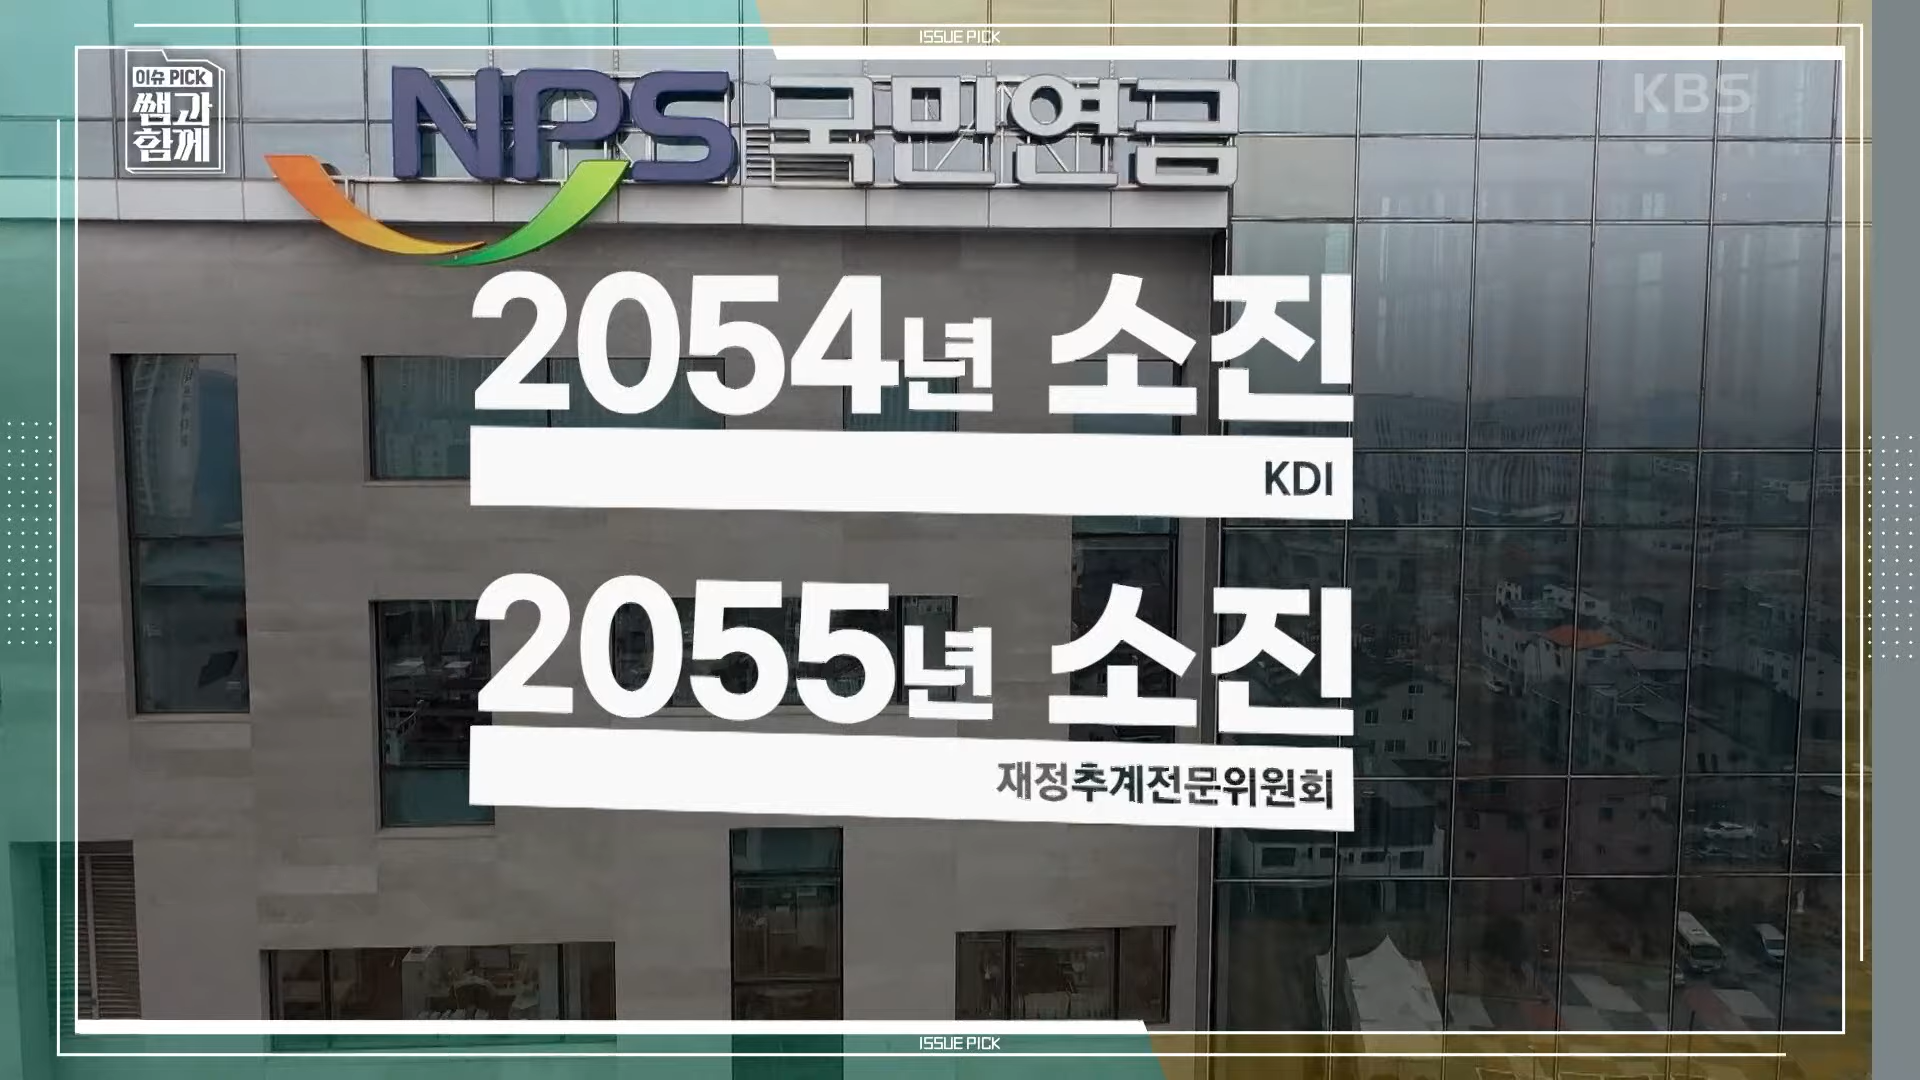 ISSUE PICK
이슈 PICK
쌤과
함께
NPS 국민연금
KBS
2054년 소진
KDI
2055년 소진
재정추계전문위원회
ISSUE PICK